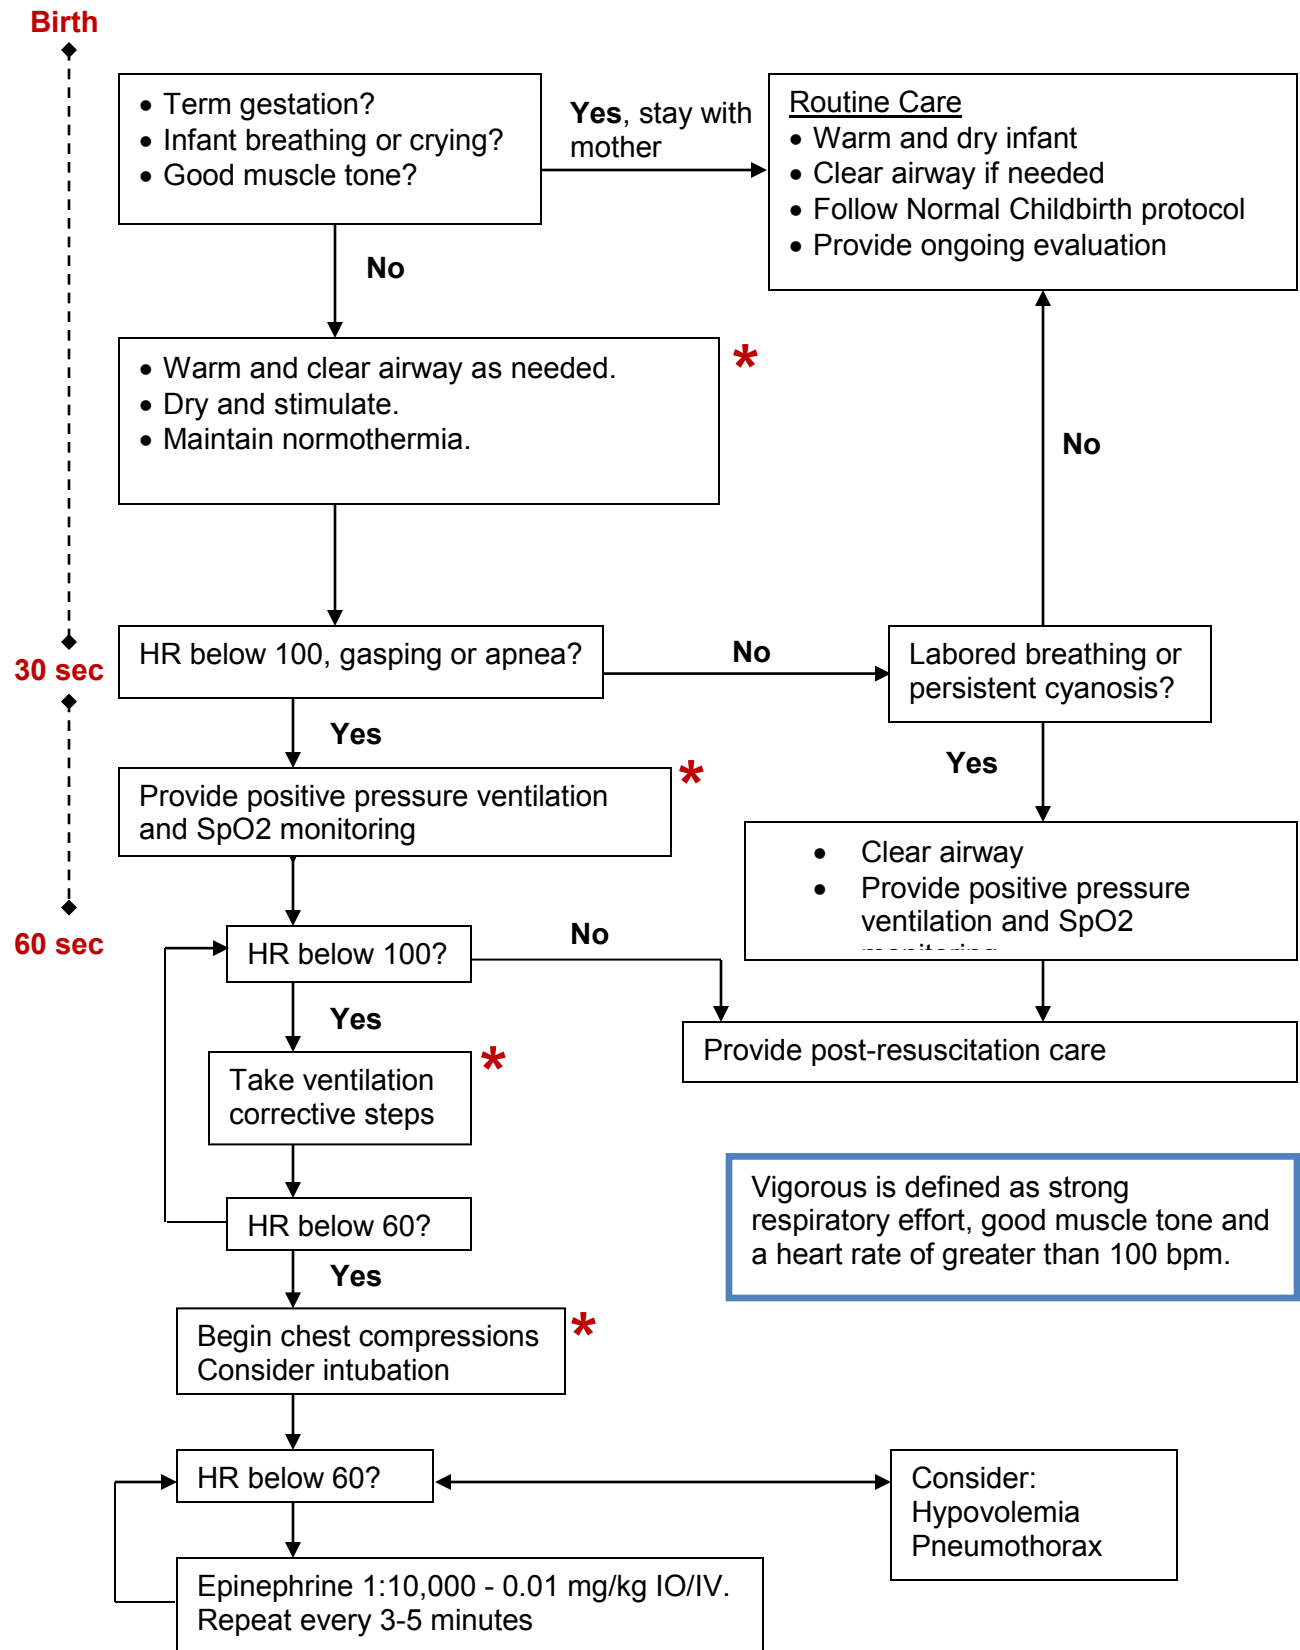 Birth
• Term gestation?
• Infant breathing or crying?
• Good muscle tone?
Yes, stay with
mother
Routine Care
• Warm and dry infant
• Clear airway if needed
• Follow Normal Childbirth protocol
• Provide ongoing evaluation
No
• Warm and clear airway as needed.
• Dry and stimulate.
• Maintain normothermia.
*
No
30 sec
HR below 100, gasping or apnea?
No
Labored breathing or
persistent cyanosis?
Yes
Yes
Provide positive pressure ventilation
and SpO2 monitoring
*
• Clear airway
• Provide positive pressure
ventilation and SpO2
monitoring
60 sec
HR below 100?
No
Yes
Provide post-resuscitation care
Take ventilation
corrective steps
*
HR below 60?
Vigorous is defined as strong
respiratory effort, good muscle tone and
a heart rate of greater than 100 bpm.
Yes
Begin chest compressions
Consider intubation
*
HR below 60?
Consider:
Hypovolemia
Pneumothorax
Epinephrine 1:10,000 - 0.01 mg/kg IO/IV.
Repeat every 3-5 minutes